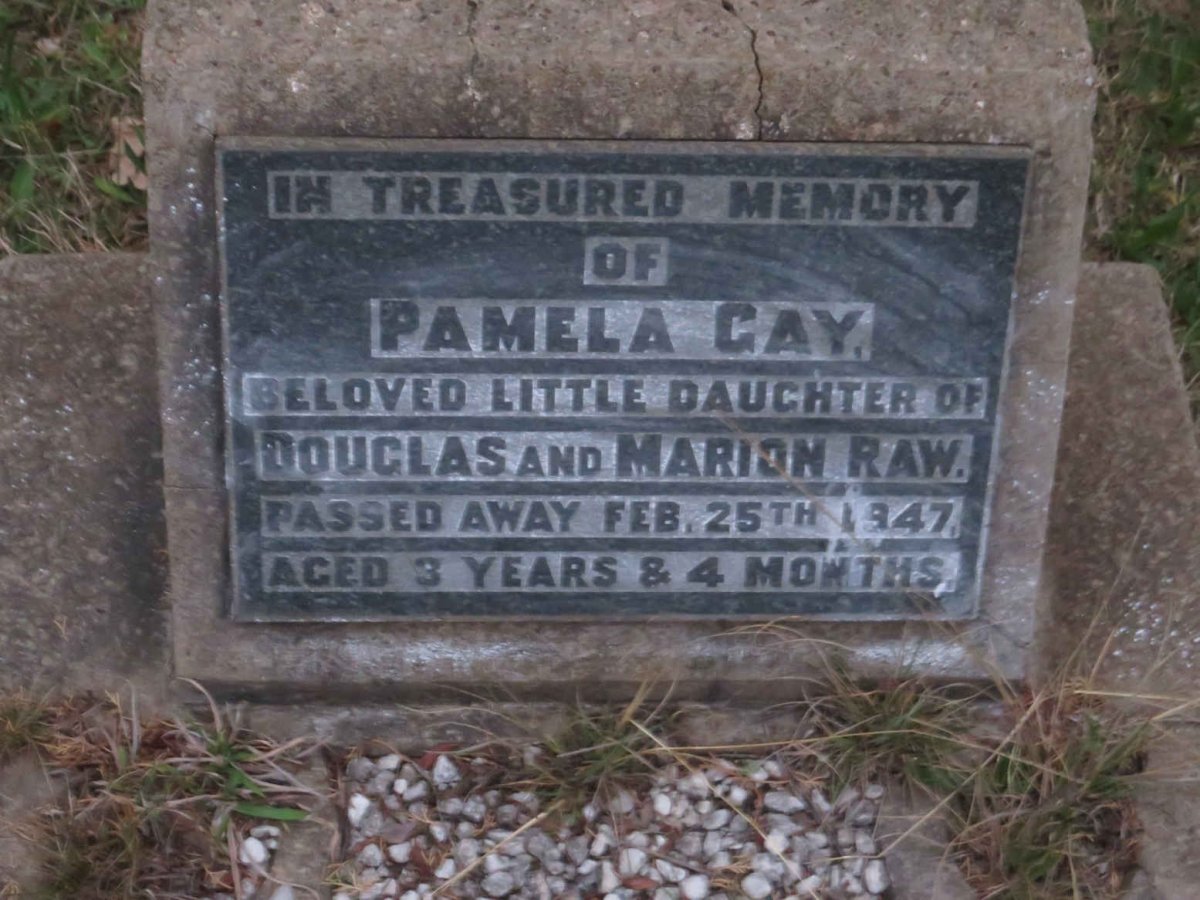 IN TREASURED MEMORY
OF
PAMELA GAY,
BELOVED LITTLE DAUGHTER OF
DOUGLAS AND MARION RAW.
PASSED AWAY FEB. 25TH 1947,
AGED 3 YEARS & 4 MONTHS.